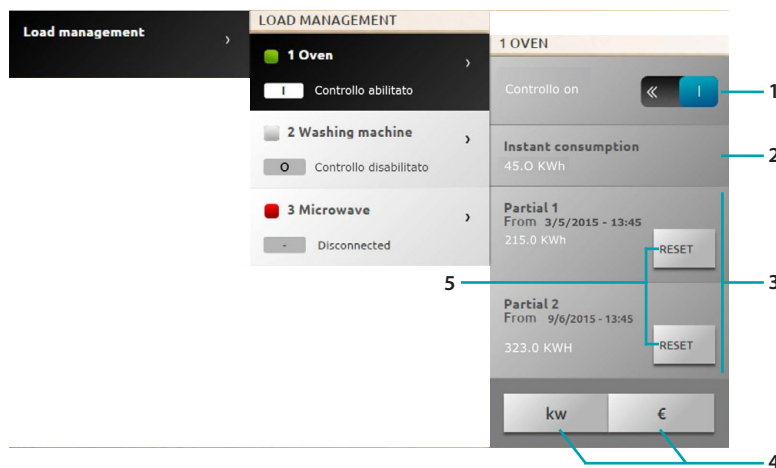 Load management
LOAD MANAGEMENT
1 Oven
I Controllo abilitato
2 Washing machine
O Controllo disabilitato
3 Microwave
- Disconnected
1 OVEN
Controllo on
I
1
Instant consumption
45.O KWh
2
Partial 1
From 3/5/2015 - 13:45
215.0 KWh
RESET
3
5
Partial 2
From 9/6/2015 - 13:45
323.0 KWH
RESET
kw €
4